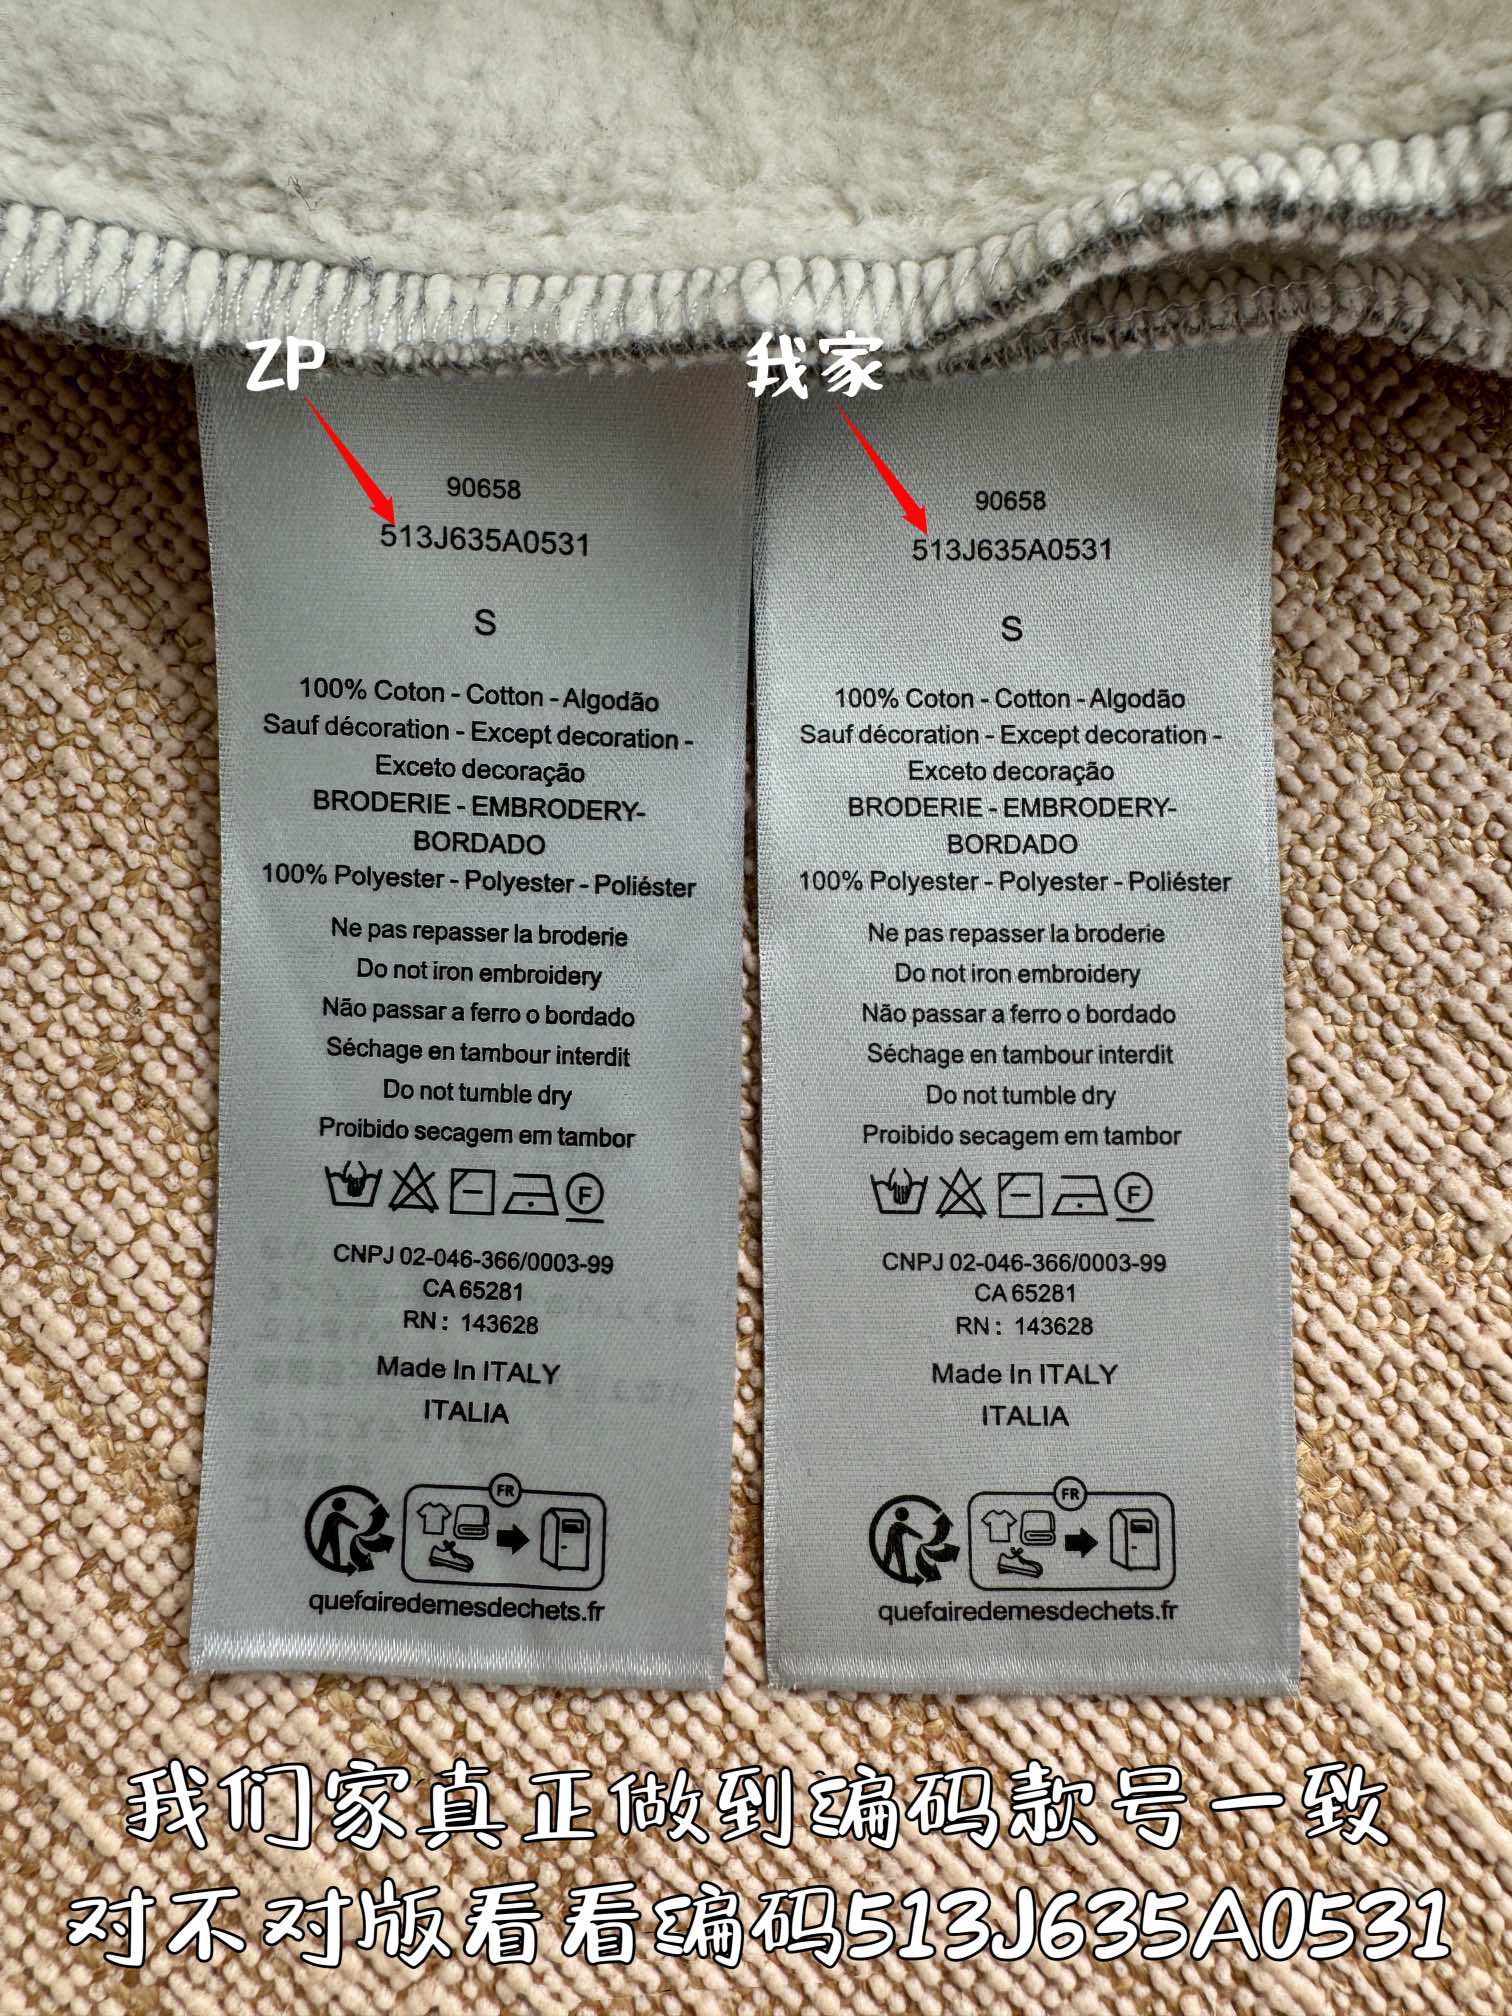 ZP
90658
513J635A0531
S
100% Coton - Cotton - Algodão
Sauf décoration - Except decoration -
Exceto decoração
BRODERIE - EMBRODERY-
BORDADO
100% Polyester - Polyester - Poliéster
Ne pas repasser la broderie
Do not iron embroidery
Não passar a ferro o bordado
Séchage en tambour interdit
Do not tumble dry
Proibido secagem em tambor
F
CNPJ 02-046-366/0003-99
CA 65281
RN: 143628
Made In ITALY
ITALIA
FR
quefairedemesdechets.fr
我家
90658
513J635A0531
S
100% Coton - Cotton - Algodão
Sauf décoration - Except decoration -
Exceto decoração
BRODERIE - EMBRODERY-
BORDADO
100% Polyester - Polyester - Poliéster
Ne pas repasser la broderie
Do not iron embroidery
Não passar a ferro o bordado
Séchage en tambour interdit
Do not tumble dry
Proibido secagem em tambor
F
CNPJ 02-046-366/0003-99
CA 65281
RN: 143628
Made In ITALY
ITALIA
FR
quefairedemesdechets.fr
我们家真正做到编码款号一致
对不对版看看编码513J635A0531